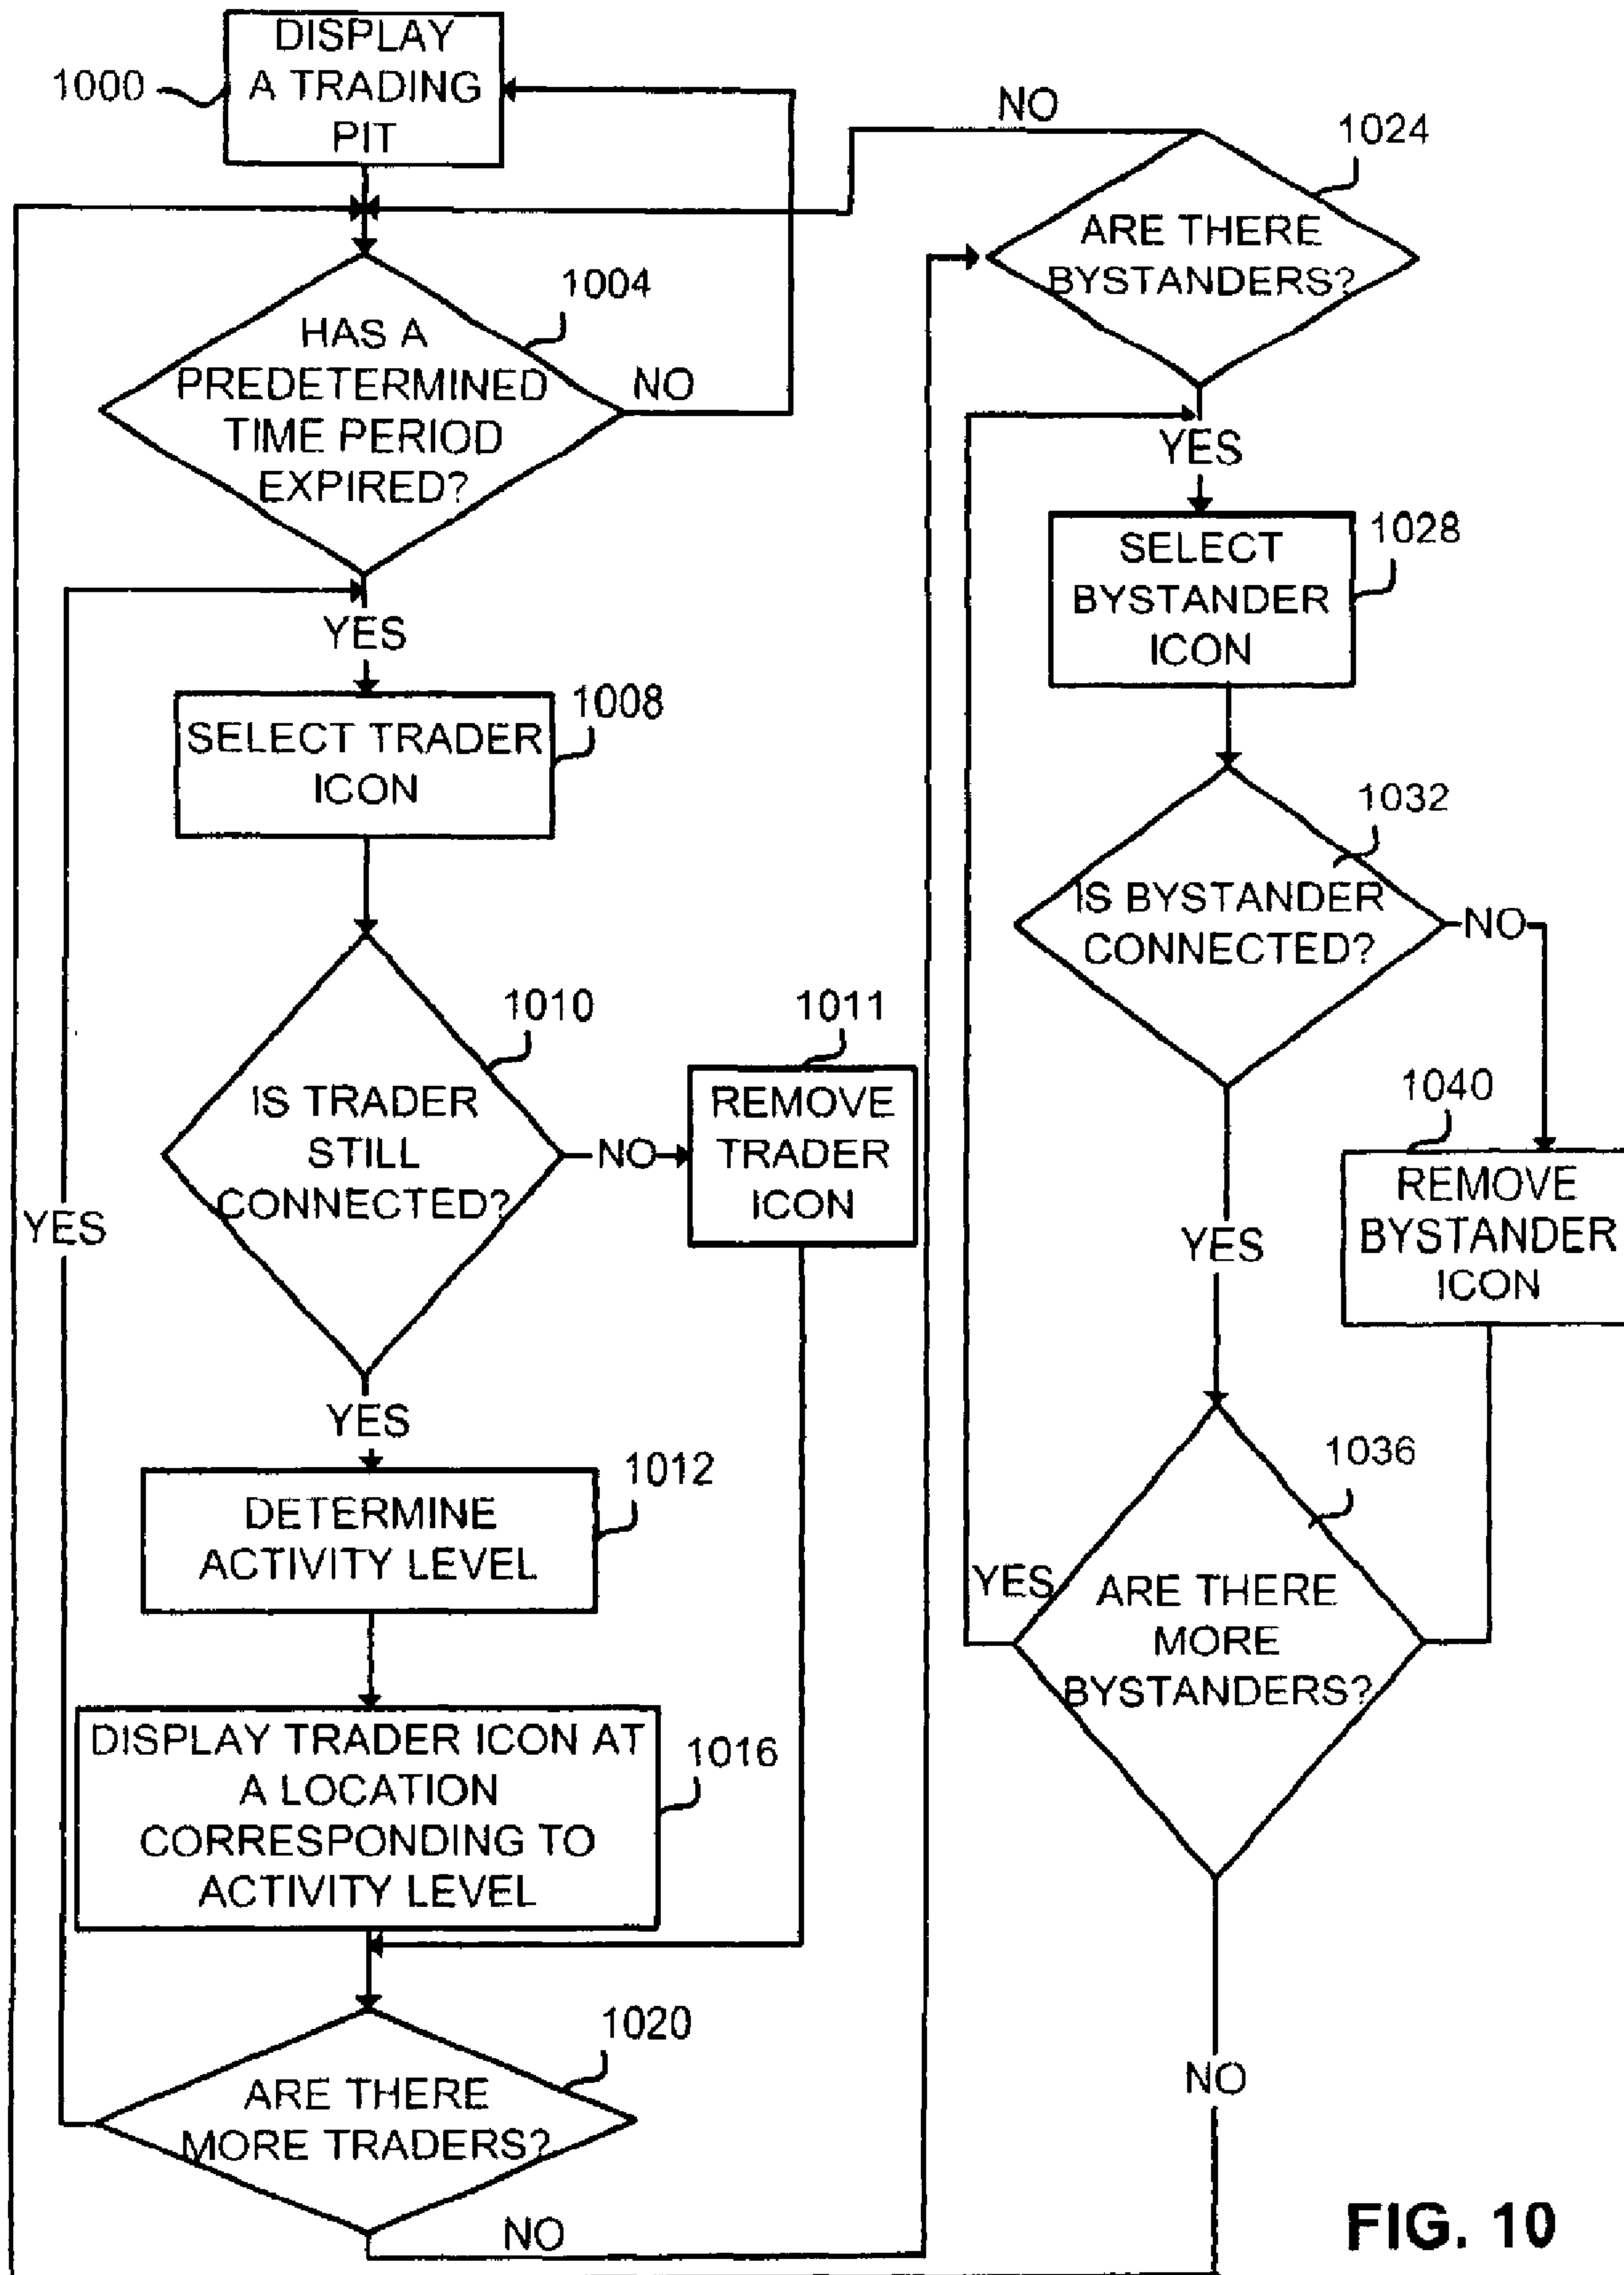 DISPLAY
A TRADING
PIT
1000
HAS A
PREDETERMINED
TIME PERIOD
EXPIRED?
1004
NO
YES
SELECT TRADER
ICON
1008
IS TRADER
STILL
CONNECTED?
1010
NO
REMOVE
TRADER
ICON
1011
YES
DETERMINE
ACTIVITY LEVEL
1012
DISPLAY TRADER ICON AT
A LOCATION
CORRESPONDING TO
ACTIVITY LEVEL
1016
ARE THERE
MORE TRADERS?
1020
YES
NO
ARE THERE
BYSTANDERS?
1024
NO
YES
SELECT
BYSTANDER
ICON
1028
IS BYSTANDER
CONNECTED?
1032
NO
REMOVE
BYSTANDER
ICON
1040
YES
ARE THERE
MORE
BYSTANDERS?
1036
YES
NO
FIG. 10